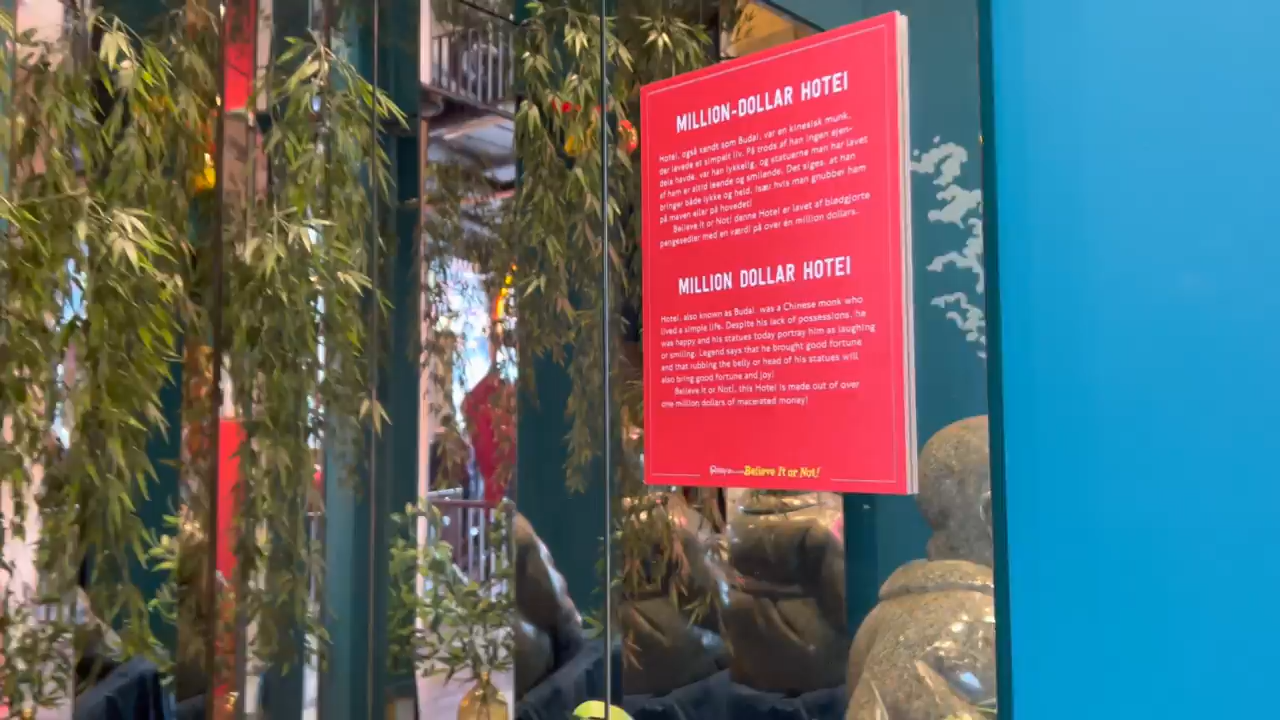 MILLION-DOLLAR HOTEI
Hotei, også kendt som Budai, var en kinesisk munk,
der levede et simpelt liv. På trods af han ingen ejen-
dele havde, var han lykkelig, og statuerne man har lavet
af ham er altid leende og smilende. Det siges, at han
bringer både lykke og held. Især hvis man gnubber ham
på maven eller på hovedet!
Believe It or Not! denne Hotei er lavet af blødgjorte
pengesedler med en værdi på over én million dollars.
MILLION DOLLAR HOTEI
Hotei, also known as Budai, was a Chinese monk who
lived a simple life. Despite his lack of possessions, he
was happy and his statues today portray him as laughing
or smiling. Legend says that he brought good fortune
and that rubbing the belly or head of his statues will
also bring good fortune and joy!
Believe It or Not!, this Hotei is made out of over
one million dollars of macerated money!
Believe It or Not!